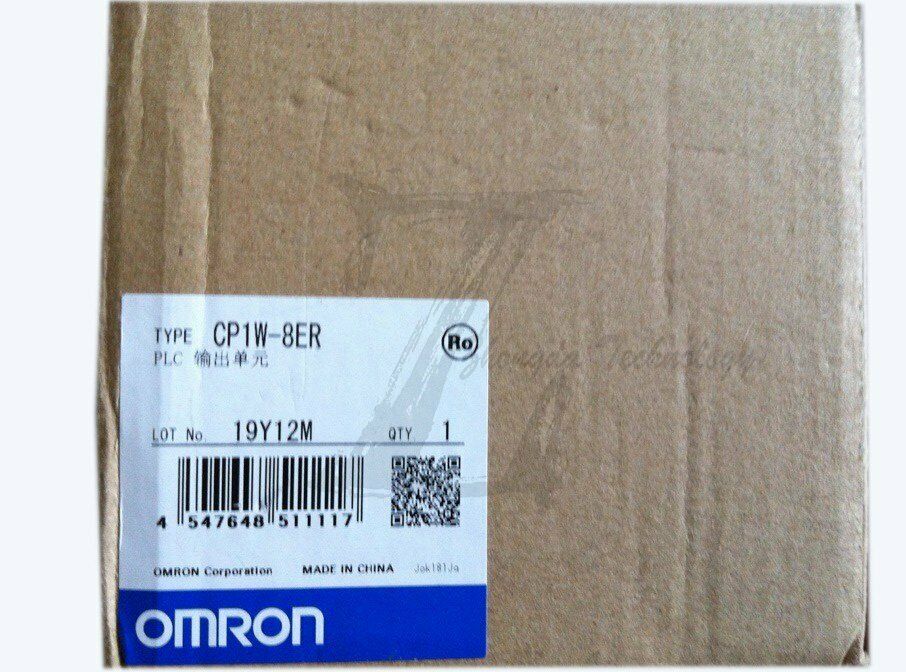 TYPE CP1W-8ER
Ro
PLC 输出单元
LOT No. 19Y12M QTY 1
4 547648 511117
OMRON Corporation MADE IN CHINA
OMRON
Technology